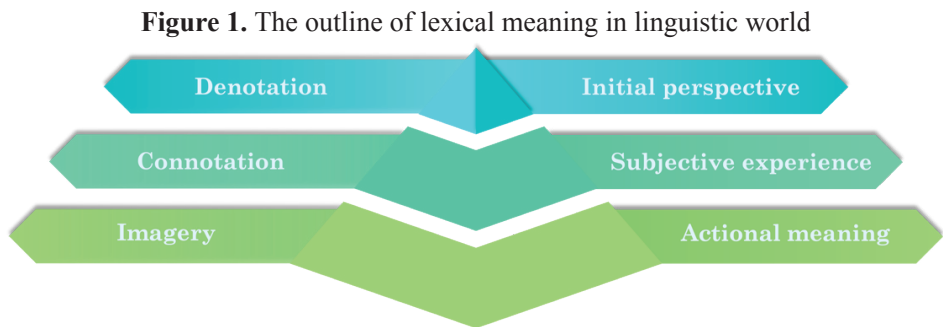 Figure 1. The outline of lexical meaning in linguistic world
Denotation
Initial perspective
Connotation
Subjective experience
Imagery
Actional meaning